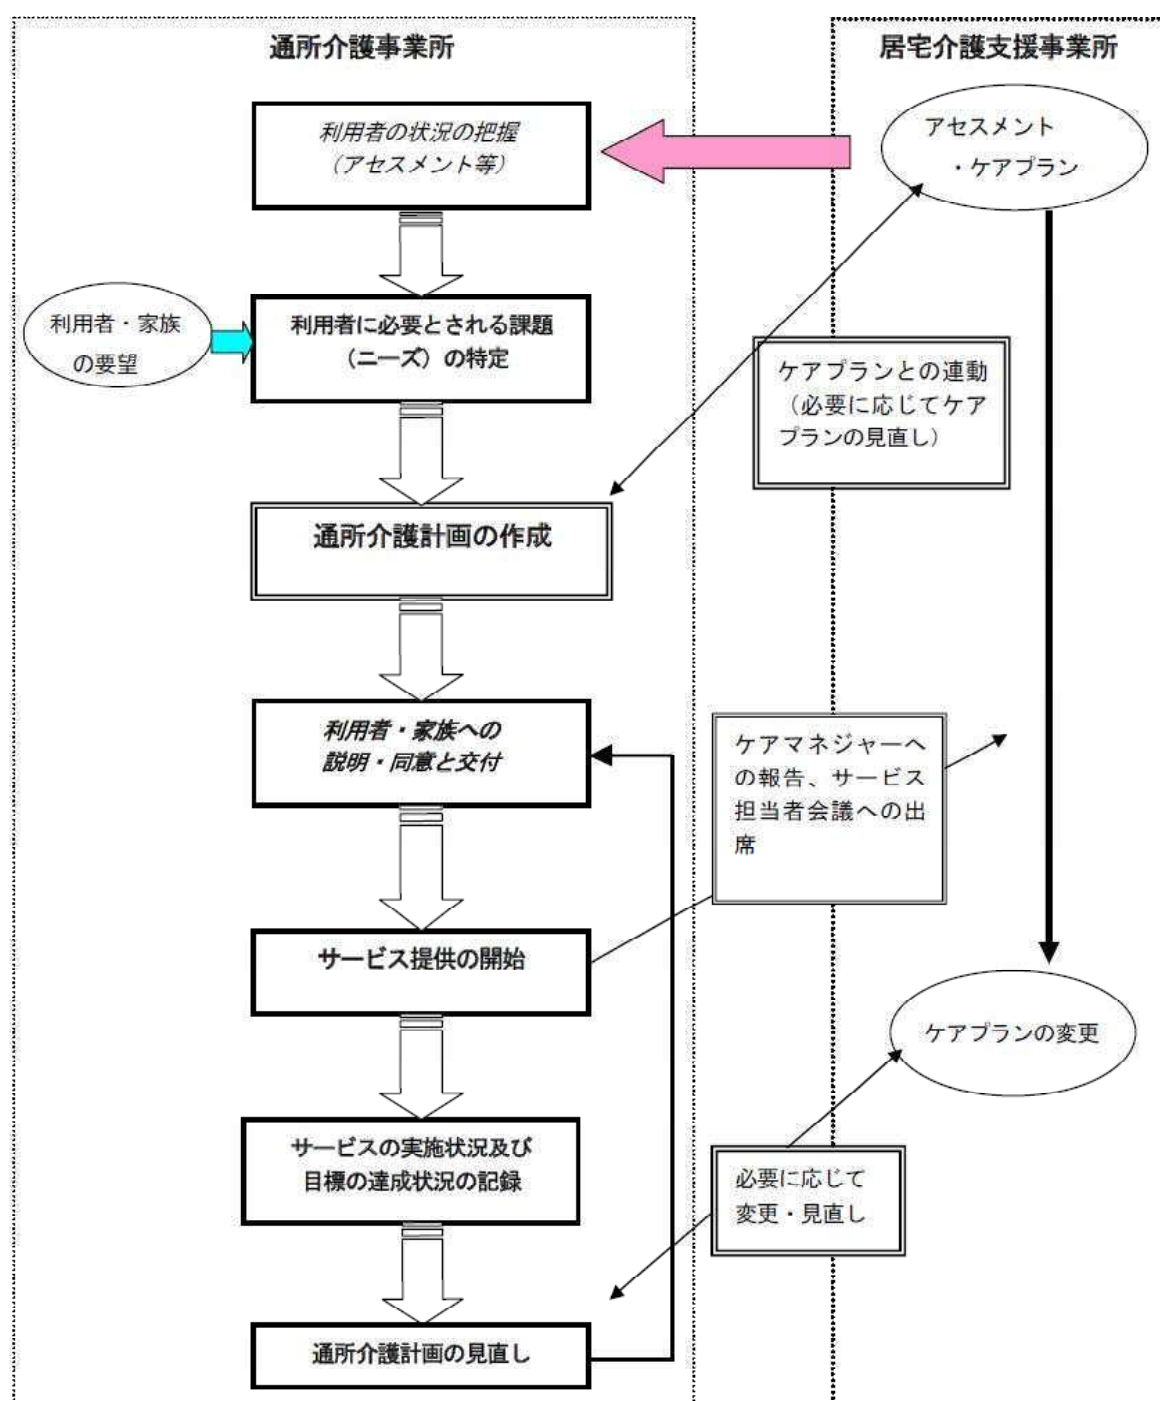 通所介護事業所
居宅介護支援事業所
利用者の状況の把握
（アセスメント等）
アセスメント
・ケアプラン
利用者・家族
の要望
利用者に必要とされる課題
（ニーズ）の特定
ケアプランとの連動
（必要に応じてケア
プランの見直し）
通所介護計画の作成
利用者・家族への
説明・同意と交付
ケアマネジャーへ
の報告、サービス
担当者会議への出
席
サービス提供の開始
ケアプランの変更
サービスの実施状況及び
目標の達成状況の記録
必要に応じて
変更・見直し
通所介護計画の見直し